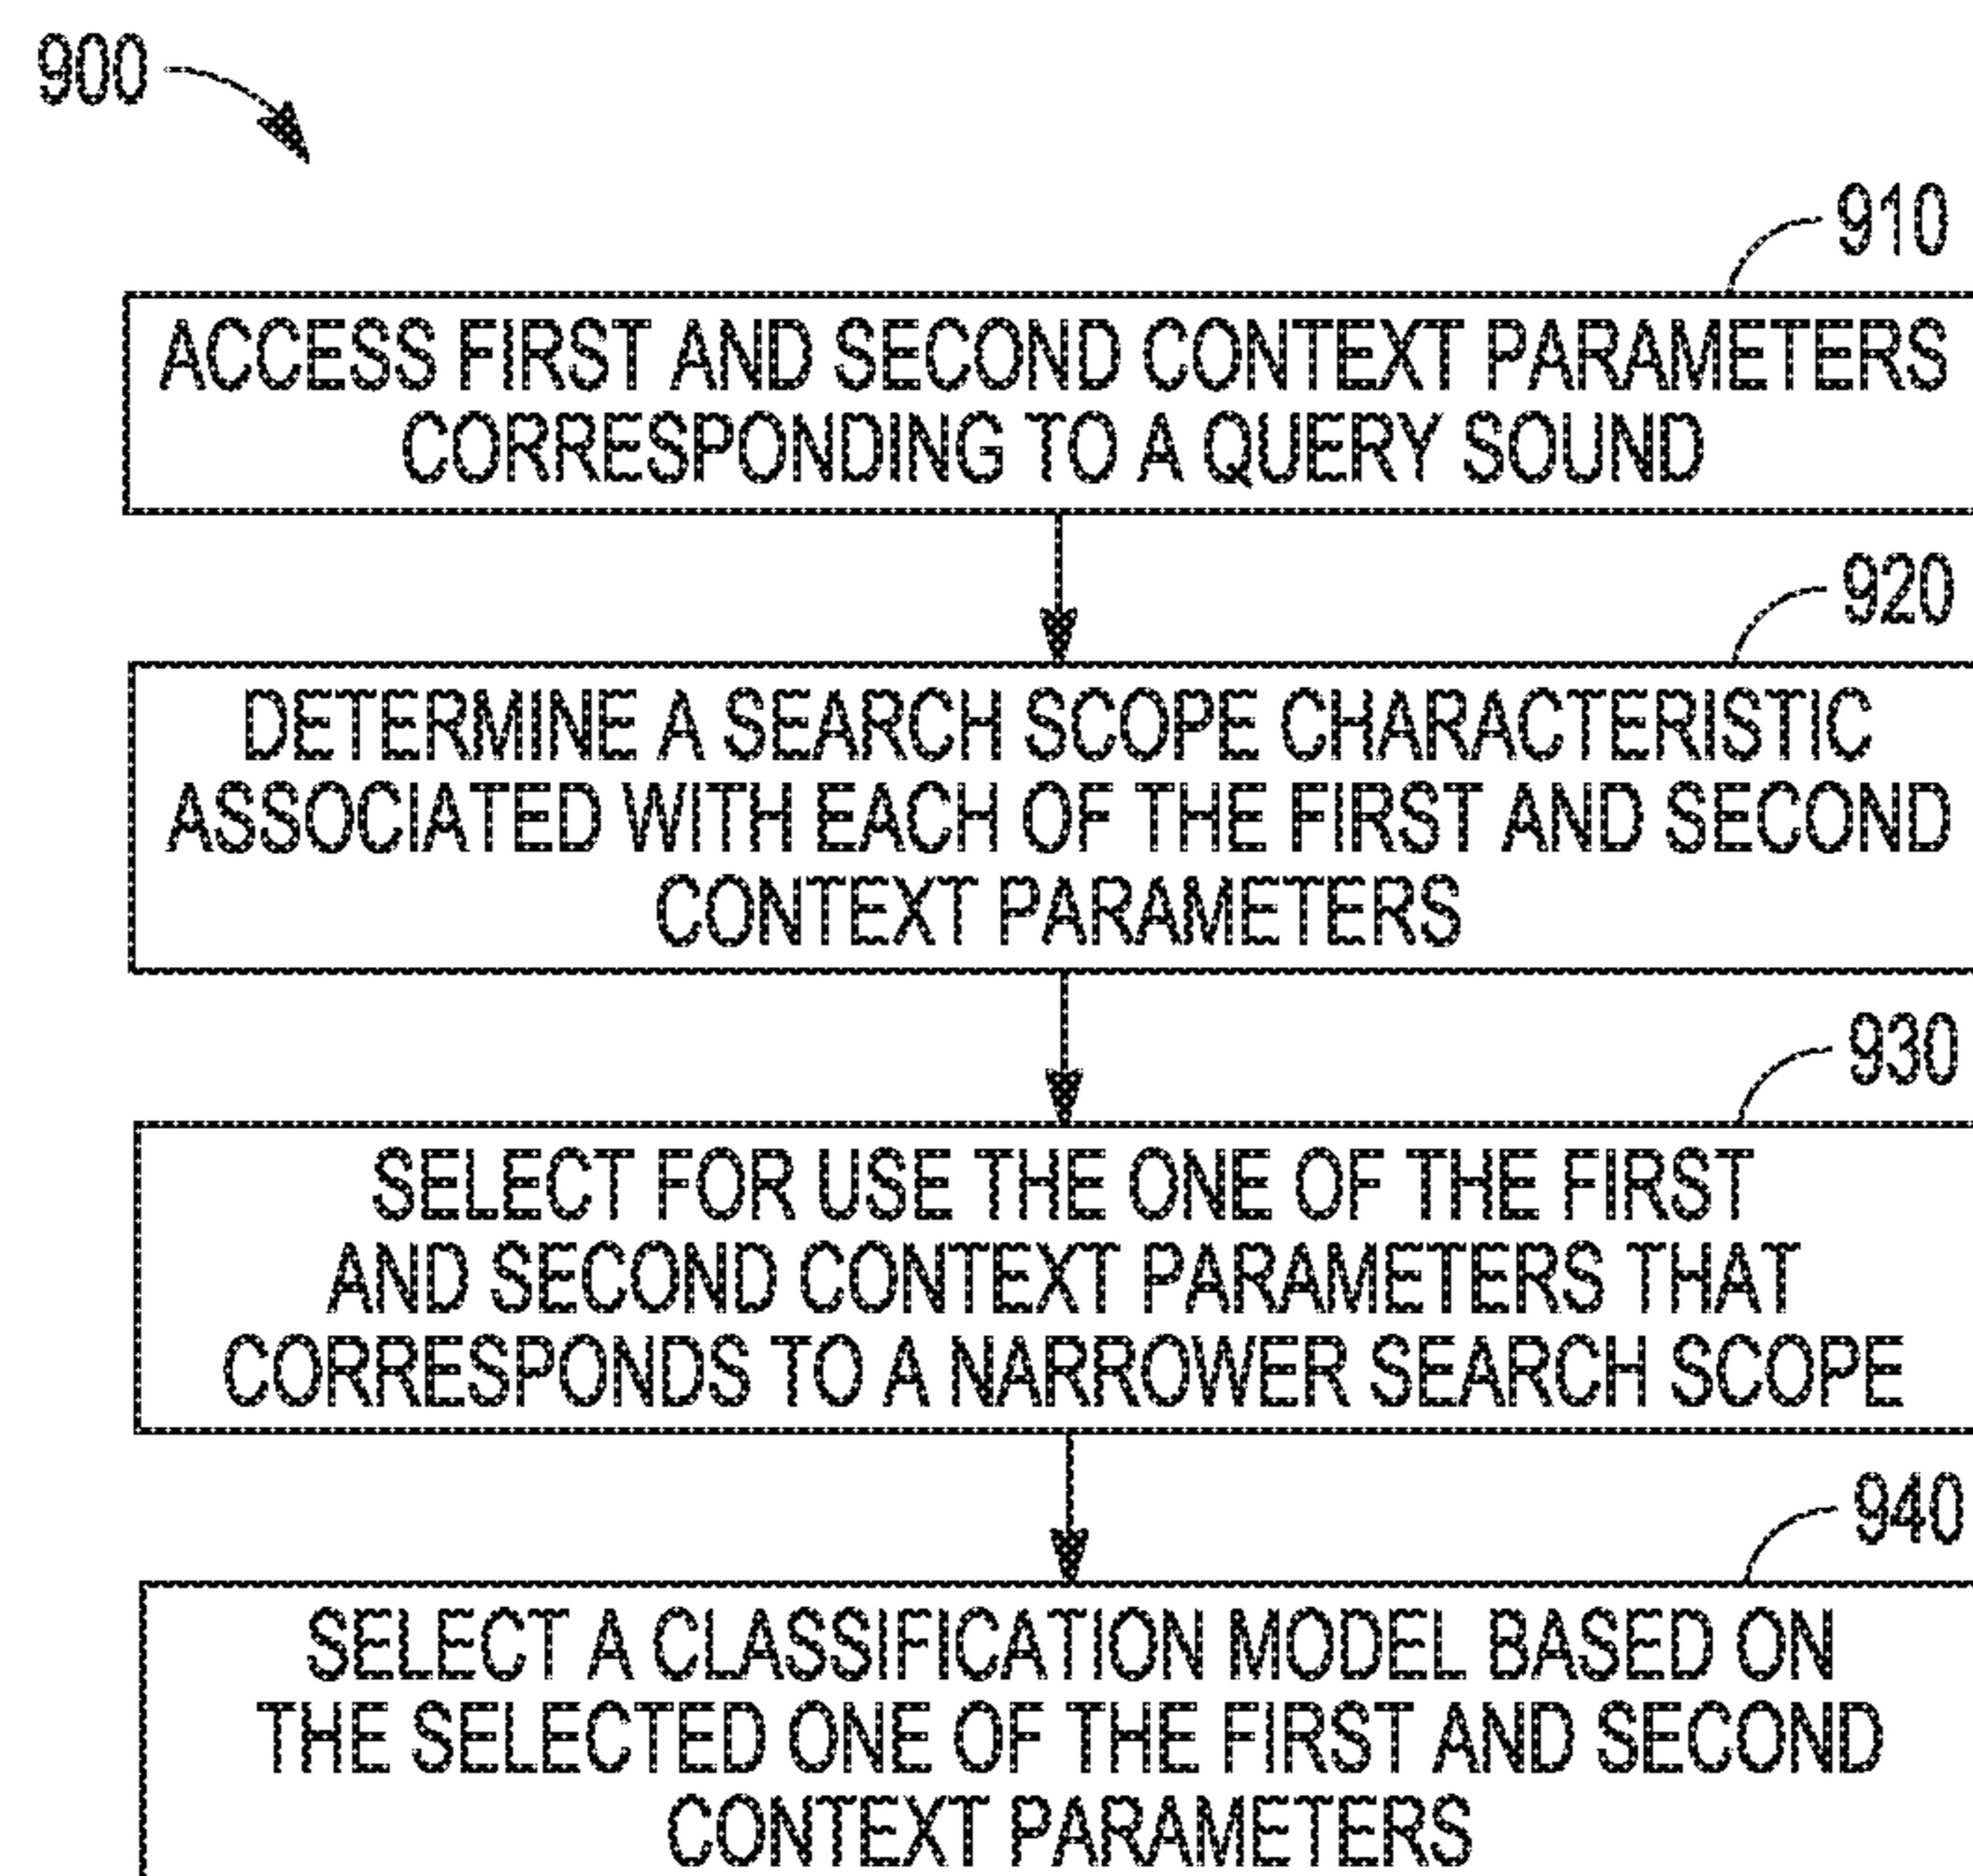 900
910
ACCESS FIRST AND SECOND CONTEXT PARAMETERS
CORRESPONDING TO A QUERY SOUND
920
DETERMINE A SEARCH SCOPE CHARACTERISTIC
ASSOCIATED WITH EACH OF THE FIRST AND SECOND
CONTEXT PARAMETERS
930
SELECT FOR USE THE ONE OF THE FIRST
AND SECOND CONTEXT PARAMETERS THAT
CORRESPONDS TO A NARROWER SEARCH SCOPE
940
SELECT A CLASSIFICATION MODEL BASED ON
THE SELECTED ONE OF THE FIRST AND SECOND
CONTEXT PARAMETERS